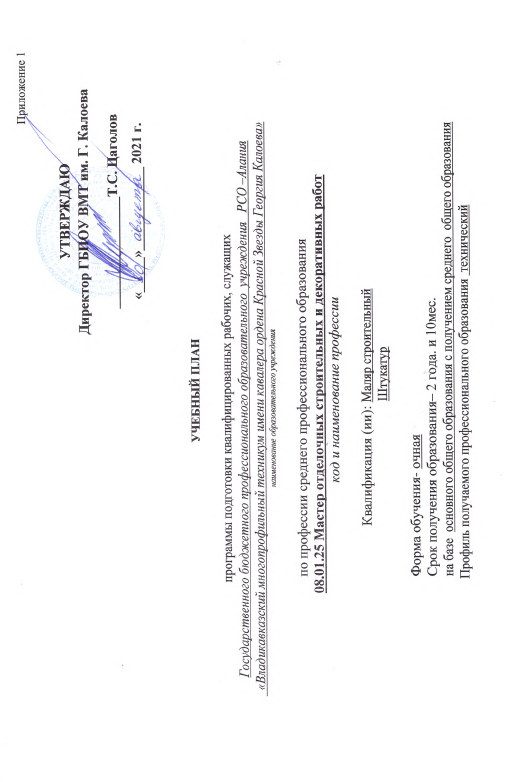 Приложение 1
УТВЕРЖДАЮ
Директор ГБПОУ ВМТ им. Г. Калоева
Т.С. Цаголов
« » августа 2021 г.
УЧЕБНЫЙ ПЛАН
программы подготовки квалифицированных рабочих, служащих
Государственного бюджетного профессионального образовательного учреждения РСО –Алания
«Владикавказский многопрофильный техникум имени кавалера ордена Красной Звезды Георгия Калоева»
наименование образовательного учреждения
по профессии среднего профессионального образования
08.01.25 Мастер отделочных строительных и декоративных работ
код и наименование профессии
Квалификация (ии): Маляр строительный
Штукатур
Форма обучения- очная
Срок получения образования– 2 года. и 10мес.
на базе основного общего образования с получением среднего общего образования
Профиль получаемого профессионального образования технический